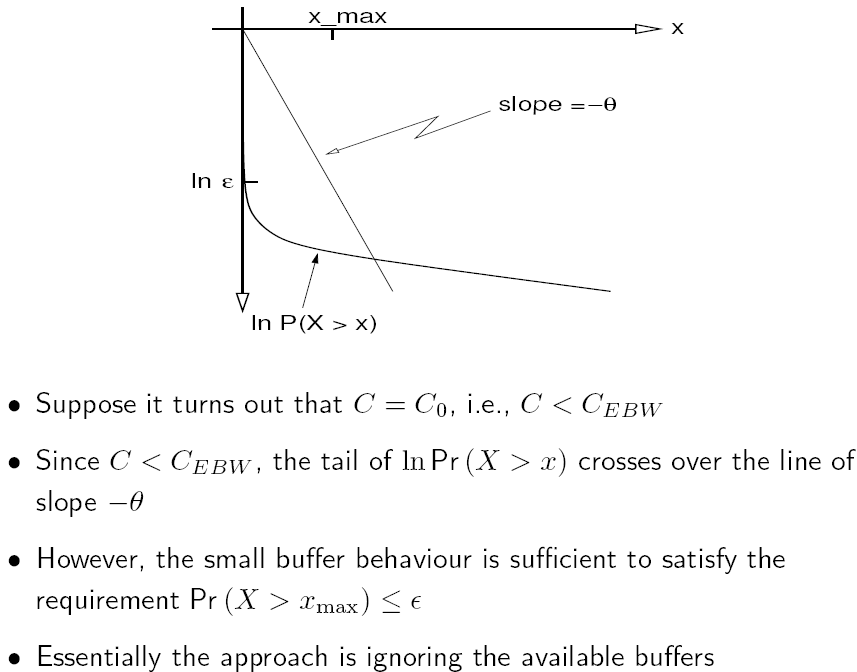 x_max
x
slope =−θ
ln ε
ln P(X > x)
• Suppose it turns out that C = C₀, i.e., C < C_EBW
• Since C < C_EBW, the tail of ln Pr (X > x) crosses over the line of
slope −θ
• However, the small buffer behaviour is sufficient to satisfy the
requirement Pr (X > x_max) ≤ ϵ
• Essentially the approach is ignoring the available buffers